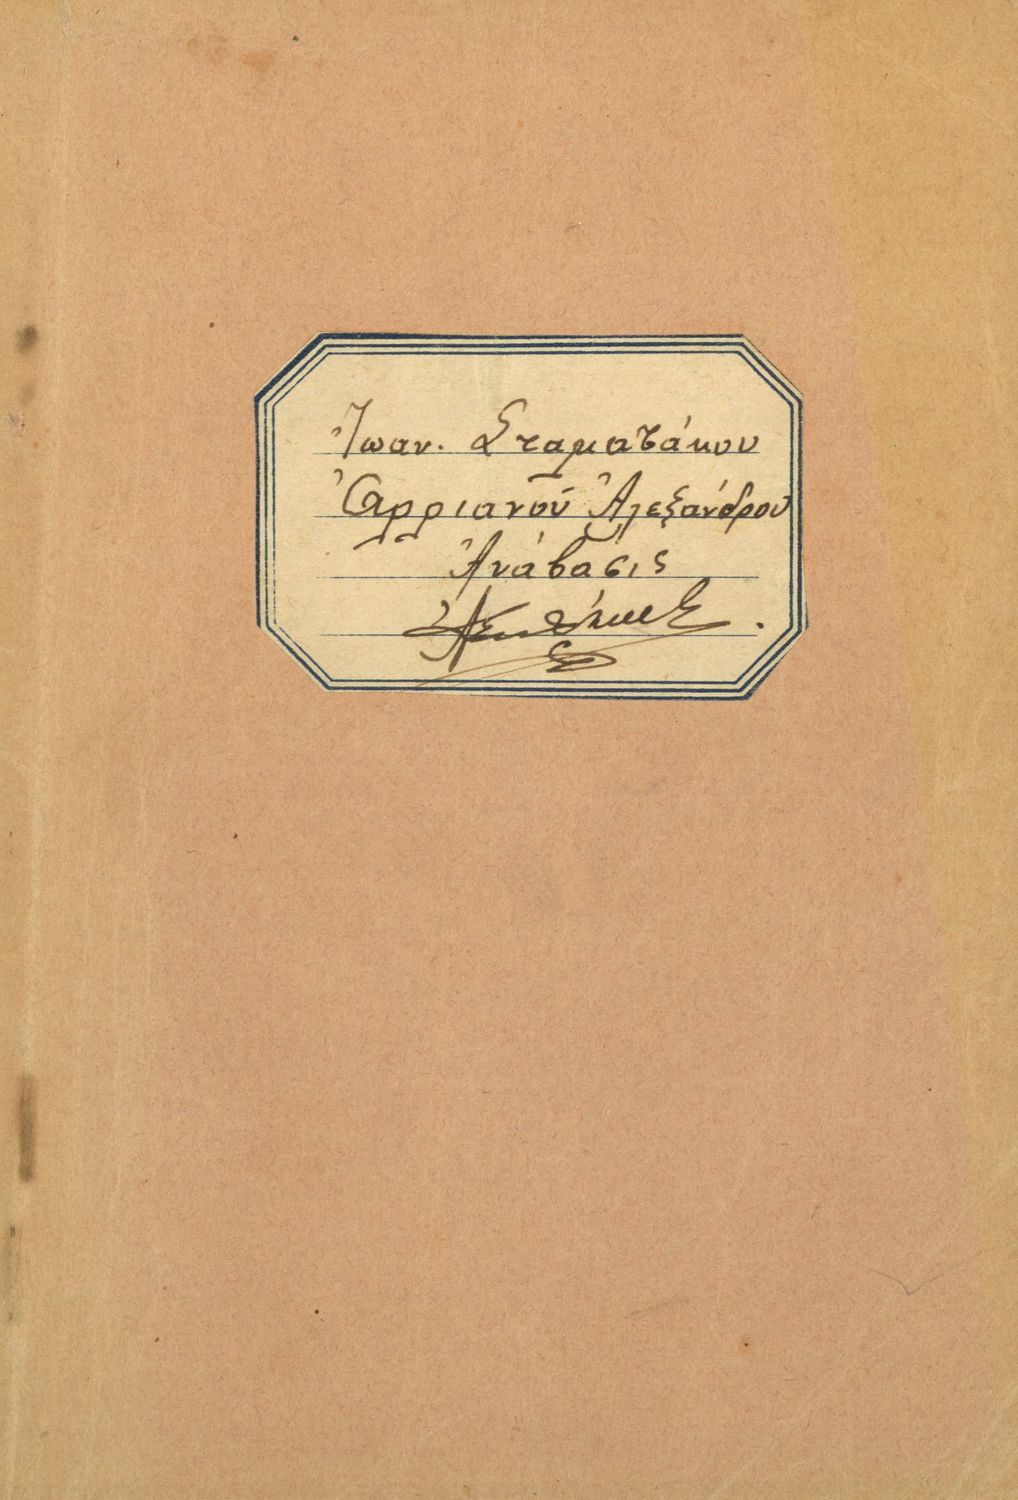 Ἰωαν. Σταματάκου
Ἀρριανοῦ Ἀλεξάνδρου
Ἀνάβασις